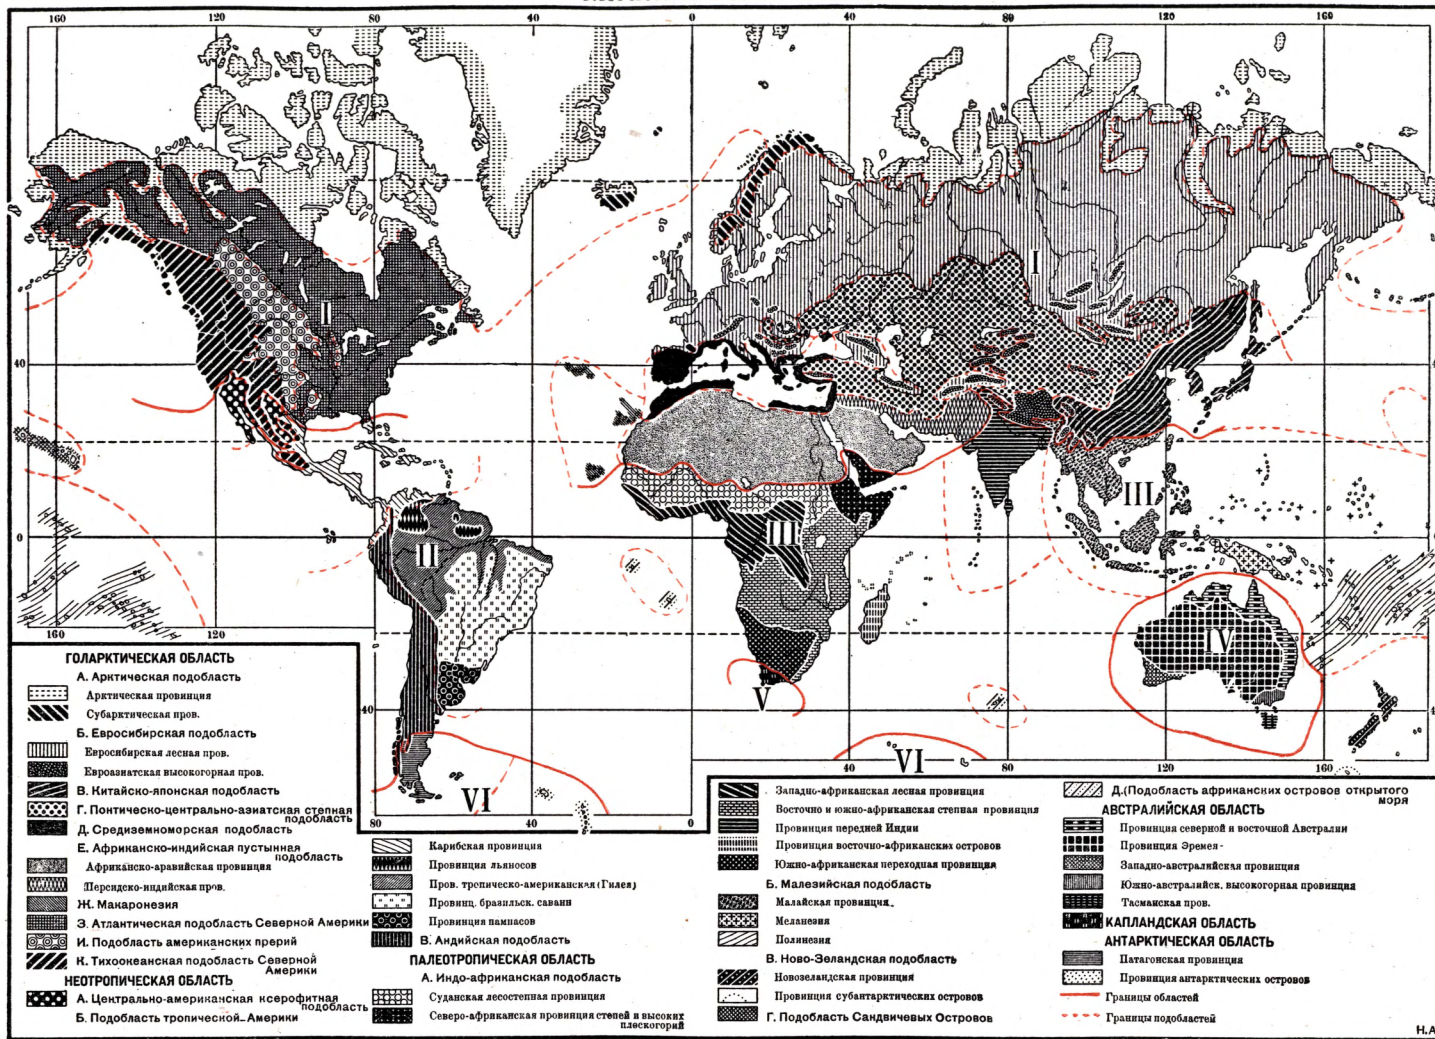 160
120
80
40
0
40
80
120
160
I
I
40
40
III
III
II
0
0
IV
V
160
120
40
40
VI
VI
80
40
0
40
80
120
160
ГОЛАРКТИЧЕСКАЯ ОБЛАСТЬ
А. Арктическая подобласть
Арктическая провинция
Субарктическая пров.
Б. Евросибирская подобласть
Евросибирская лесная пров.
Евроазиатская высокогорная пров.
В. Китайско-японская подобласть
Г. Понтическо-центрально-азиатская степная
подобласть
Д. Средиземноморская подобласть
Е. Африканско-индийская пустынная
подобласть
Африканско-аравийская провинция
Персидско-индийская пров.
Ж. Макаронезия
З. Атлантическая подобласть Северной Америки
И. Подобласть американских прерий
К. Тихоокеанская подобласть Северной
Америки
НЕОТРОПИЧЕСКАЯ ОБЛАСТЬ
А. Центрально-американская ксерофитная
подобласть
Б. Подобласть тропической Америки
Карибская провинция
Провинция льяносов
Пров. тропическо-американская (Гилея)
Провинц. бразильск. саванн
Провинция пампасов
В. Андийская подобласть
ПАЛЕОТРОПИЧЕСКАЯ ОБЛАСТЬ
А. Индо-африканская подобласть
Суданская лесостепная провинция
Северо-африканская провинция степей и высоких
плоскогорий
Западно-африканская лесная провинция
Восточно и южно-африканская степная провинция
Провинция передней Индии
Провинция восточно-африканских островов
Южно-африканская переходная провинция
Б. Малезийская подобласть
Малайская провинция.
Меланезия
Полинезия
В. Ново-Зеландская подобласть
Новозеландская провинция
Провинция субантарктических островов
Г. Подобласть Сандвичевых Островов
Д. (Подобласть африканских островов открытого
моря
АВСТРАЛИЙСКАЯ ОБЛАСТЬ
Провинция северной и восточной Австралии
Провинция Эремея-
Западно-австралийская провинция
Южно-австралийск. высокогорная провинция
Тасманская пров.
КАПЛАНДСКАЯ ОБЛАСТЬ
АНТАРКТИЧЕСКАЯ ОБЛАСТЬ
Патагонская провинция
Провинция антарктических островов
Границы областей
Границы подобластей
Н.А